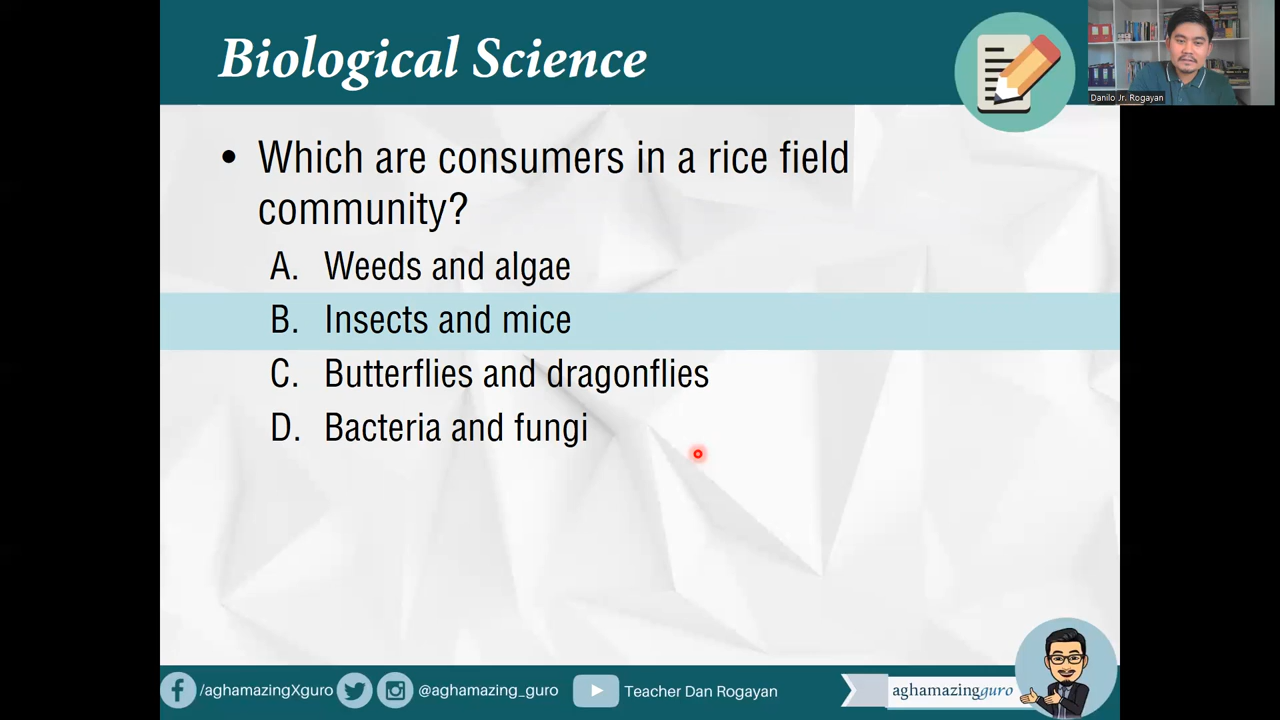 Biological Science
Danilo Jr. Rogayan
• Which are consumers in a rice field
community?
A. Weeds and algae
B. Insects and mice
C. Butterflies and dragonflies
D. Bacteria and fungi
/aghamazingXguro
@aghamazing_guro
Teacher Dan Rogayan
aghamazingguro